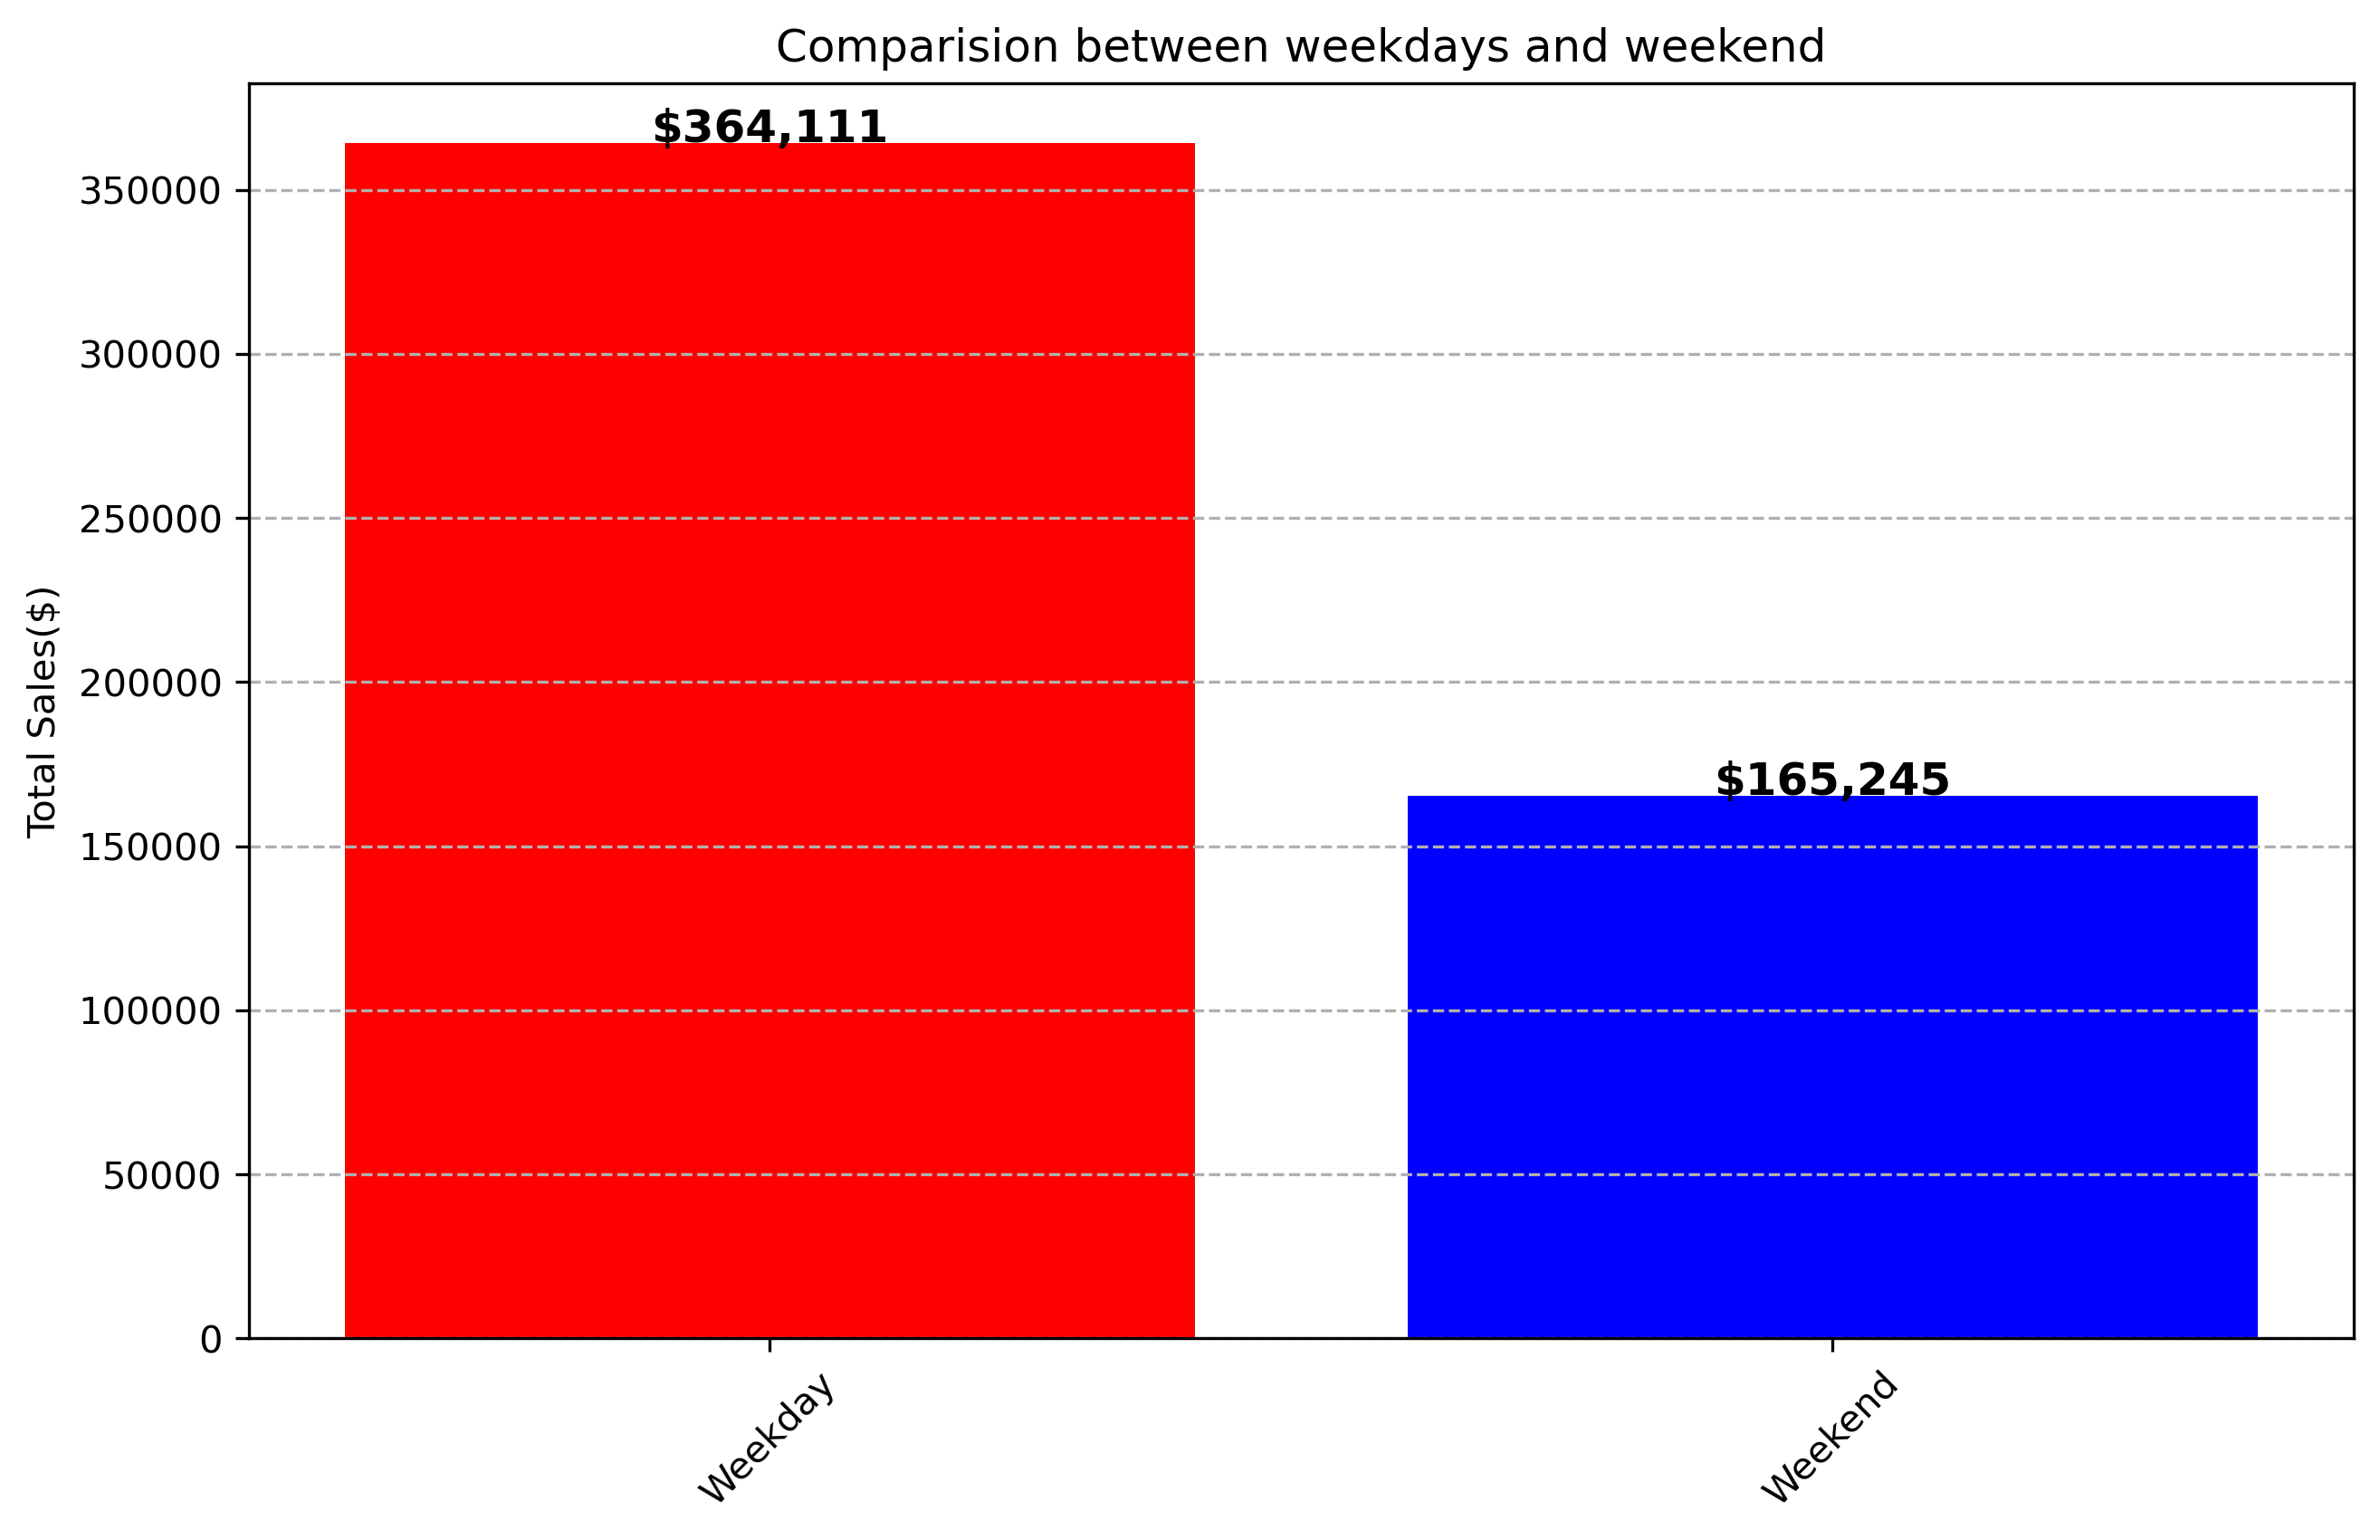 Comparision between weekdays and weekend
Total Sales($)
350000
300000
250000
200000
150000
100000
50000
0
$364,111
$165,245
Weekday
Weekend